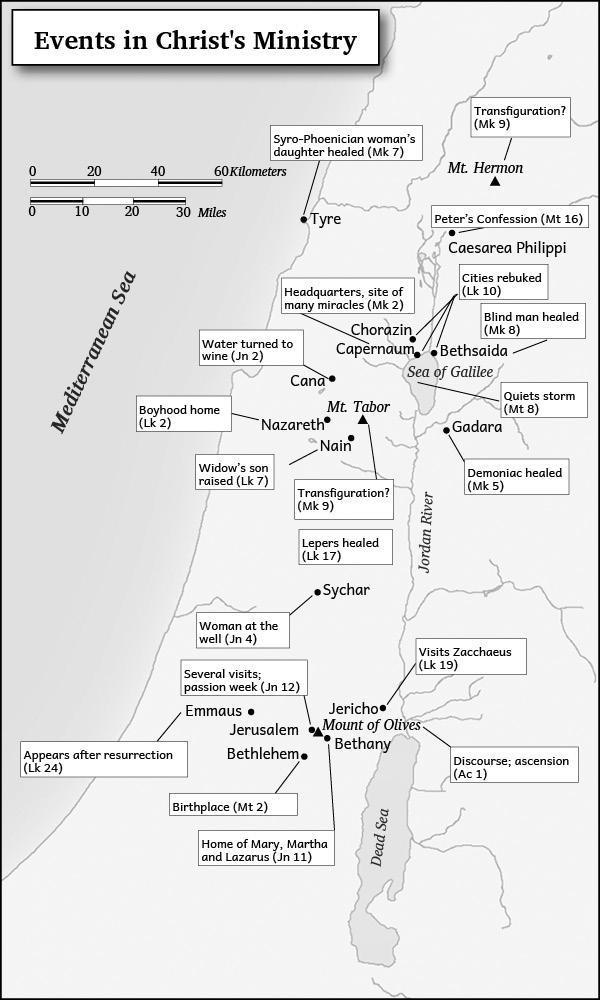 Events in Christ's Ministry
Transfiguration?
(Mk 9)
Mt. Hermon
Syro-Phoenician woman's
daughter healed (Mk 7)
0 20 40 60 Kilometers
0 10 20 30 Miles
Tyre
Peter's Confession (Mt 16)
Caesarea Philippi
Cities rebuked
(Lk 10)
Headquarters, site of
many miracles (Mk 2)
Blind man healed
(Mk 8)
Chorazin
Capernaum
Bethsaida
Water turned to
wine (Jn 2)
Sea of Galilee
Cana
Quiets storm
(Mt 8)
Mt. Tabor
Boyhood home
(Lk 2)
Nazareth
Gadara
Nain
Widow's son
raised (Lk 7)
Demoniac healed
(Mk 5)
Transfiguration?
(Mk 9)
Mediterranean Sea
Jordan River
Lepers healed
(Lk 17)
Sychar
Woman at the
well (Jn 4)
Visits Zacchaeus
(Lk 19)
Several visits;
passion week (Jn 12)
Jericho
Emmaus
Mount of Olives
Jerusalem
Bethany
Bethlehem
Appears after resurrection
(Lk 24)
Discourse; ascension
(Ac 1)
Birthplace (Mt 2)
Dead Sea
Home of Mary, Martha
and Lazarus (Jn 11)